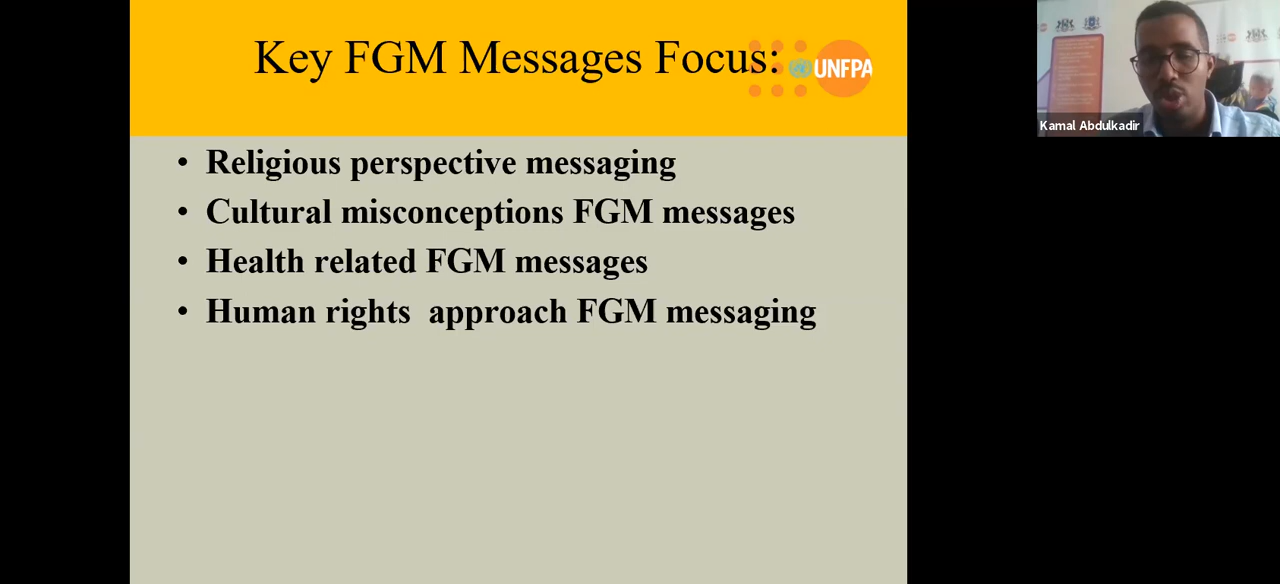 Key FGM Messages Focus:
UNFPA
• Religious perspective messaging
• Cultural misconceptions FGM messages
• Health related FGM messages
• Human rights  approach FGM messaging
Kamal Abdulkadir